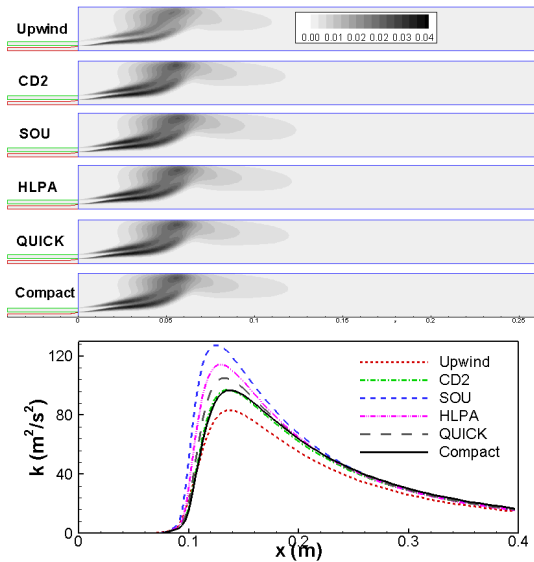 Upwind
0.00 0.01 0.02 0.02 0.03 0.04
CD2
SOU
HLPA
QUICK
Compact
0 0.05 0.1 0.15 x 0.2 0.25
k (m²/s²)
120
80
40
0
Upwind
CD2
SOU
HLPA
QUICK
Compact
0 0.1 0.2 0.3 0.4
x (m)